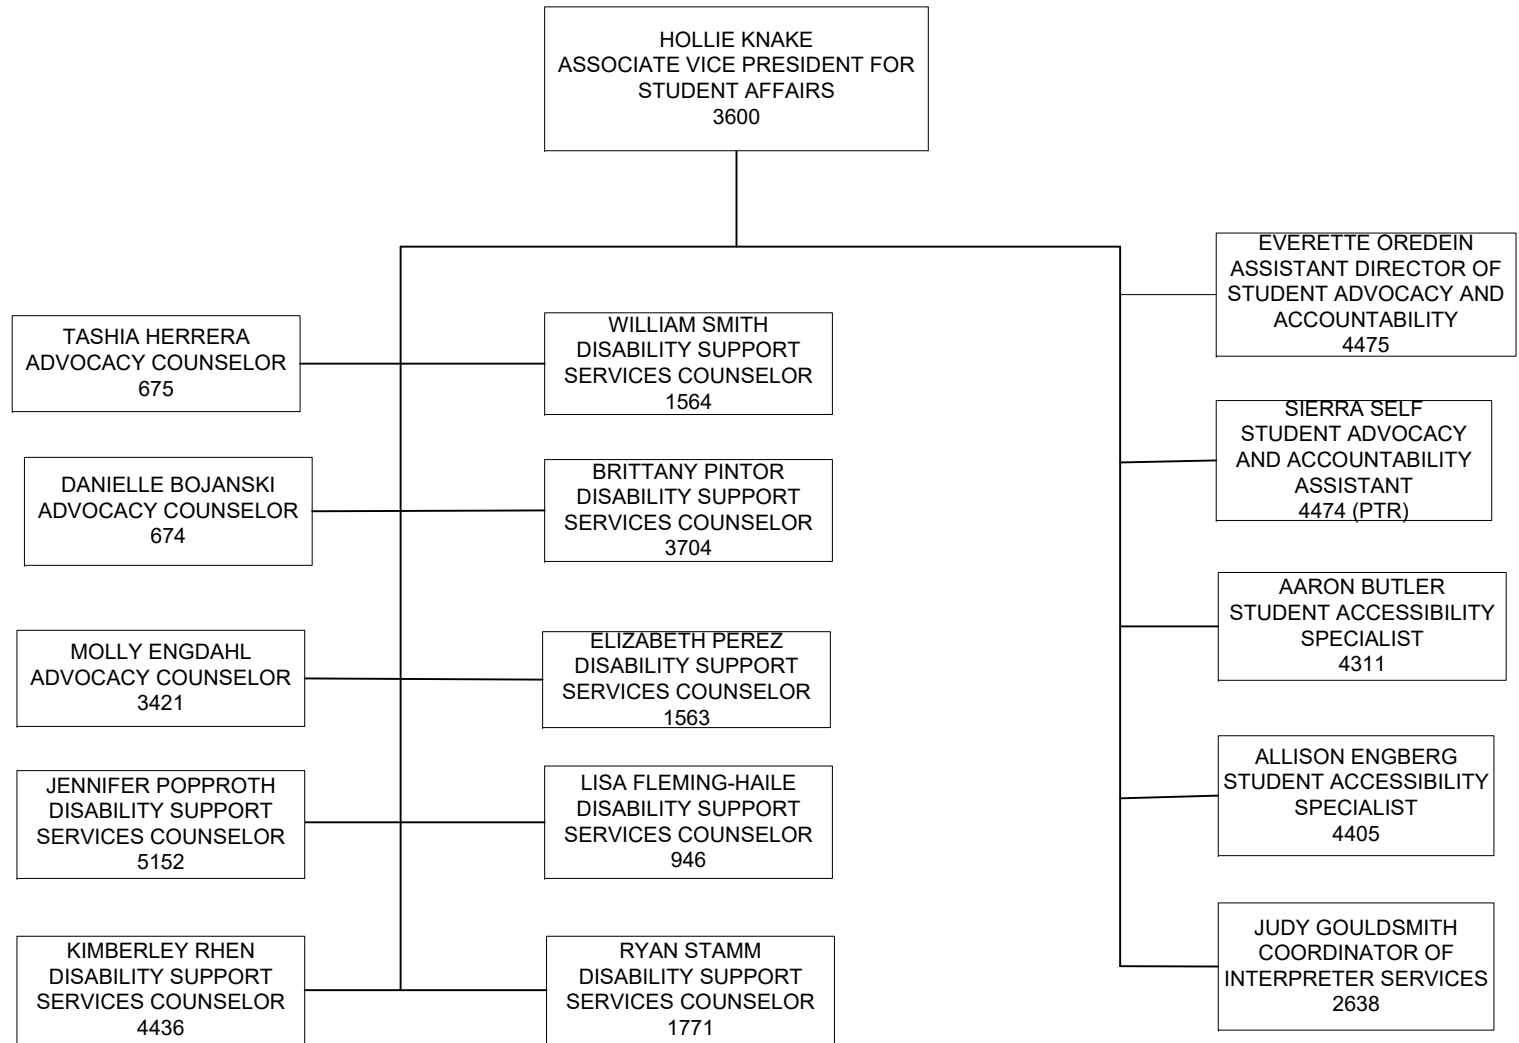 HOLLIE KNAKE
ASSOCIATE VICE PRESIDENT FOR
STUDENT AFFAIRS
3600
TASHIA HERRERA
ADVOCACY COUNSELOR
675
DANIELLE BOJANSKI
ADVOCACY COUNSELOR
674
MOLLY ENGDAHL
ADVOCACY COUNSELOR
3421
JENNIFER POPPROTH
DISABILITY SUPPORT
SERVICES COUNSELOR
5152
KIMBERLEY RHEN
DISABILITY SUPPORT
SERVICES COUNSELOR
4436
WILLIAM SMITH
DISABILITY SUPPORT
SERVICES COUNSELOR
1564
BRITTANY PINTOR
DISABILITY SUPPORT
SERVICES COUNSELOR
3704
ELIZABETH PEREZ
DISABILITY SUPPORT
SERVICES COUNSELOR
1563
LISA FLEMING-HAILE
DISABILITY SUPPORT
SERVICES COUNSELOR
946
RYAN STAMM
DISABILITY SUPPORT
SERVICES COUNSELOR
1771
EVERETTE OREDEIN
ASSISTANT DIRECTOR OF
STUDENT ADVOCACY AND
ACCOUNTABILITY
4475
SIERRA SELF
STUDENT ADVOCACY
AND ACCOUNTABILITY
ASSISTANT
4474 (PTR)
AARON BUTLER
STUDENT ACCESSIBILITY
SPECIALIST
4311
ALLISON ENGBERG
STUDENT ACCESSIBILITY
SPECIALIST
4405
JUDY GOULDSMITH
COORDINATOR OF
INTERPRETER SERVICES
2638